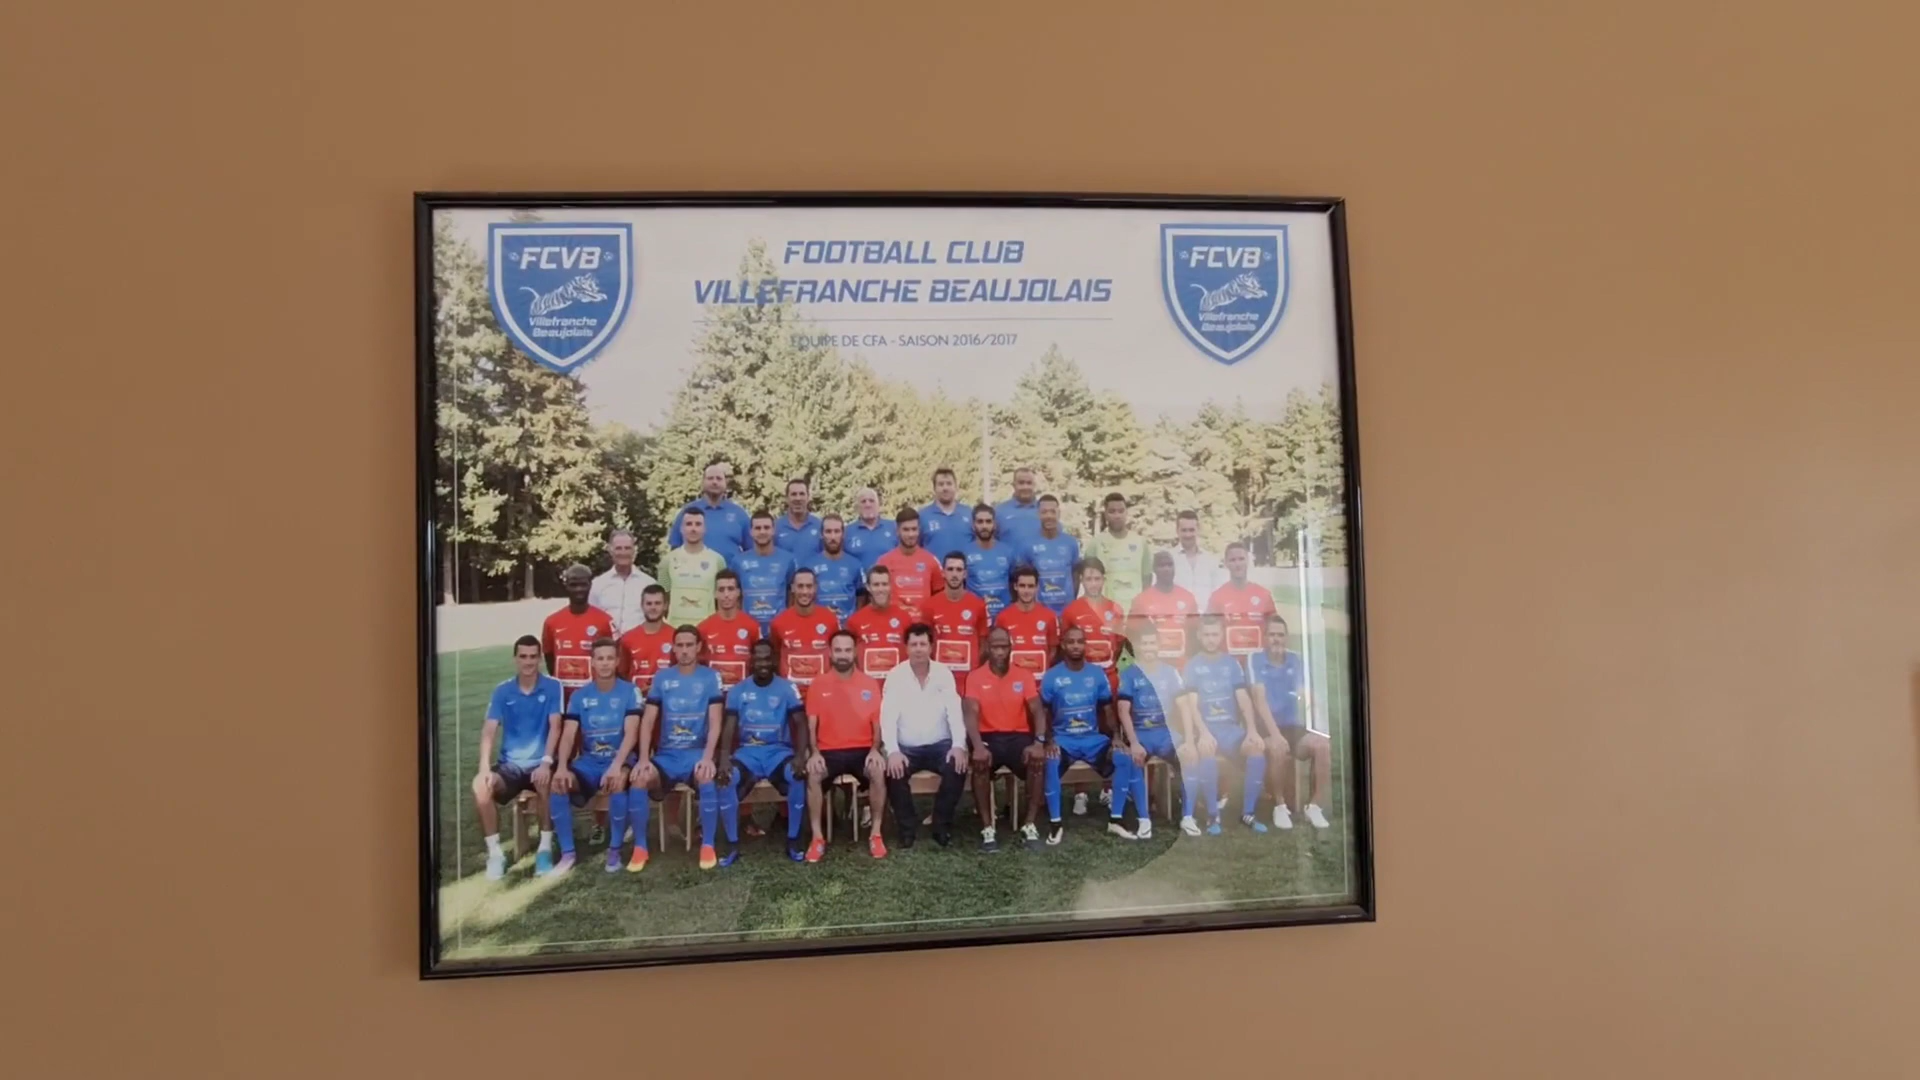 FCVB
Villefranche
Beaujolais
FOOTBALL CLUB
VILLEFRANCHE BEAUJOLAIS
EQUIPE DE CFA - SAISON 2016/2017
FCVB
Villefranche
Beaujolais